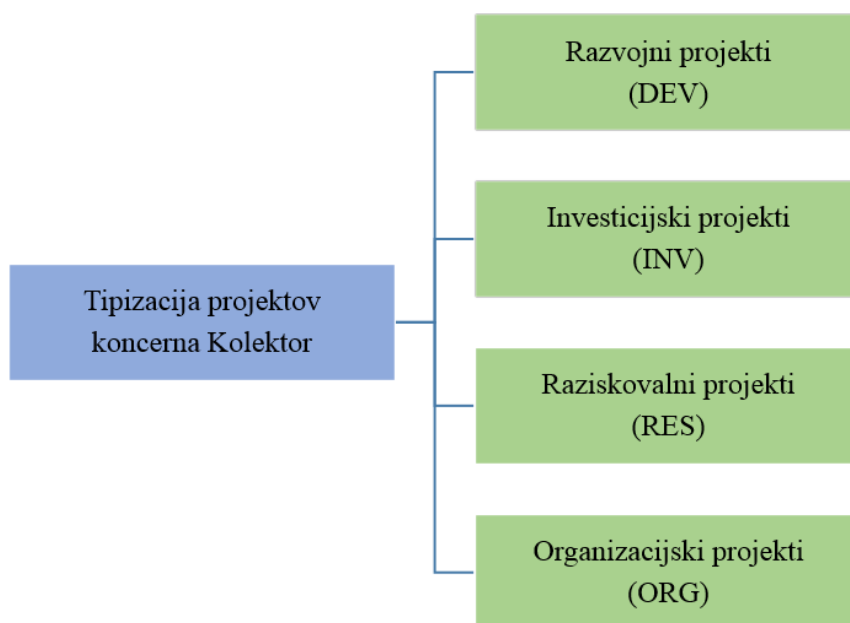 Razvojni projekti
(DEV)
Investicijski projekti
(INV)
Tipizacija projektov
koncerna Kolektor
Raziskovalni projekti
(RES)
Organizacijski projekti
(ORG)